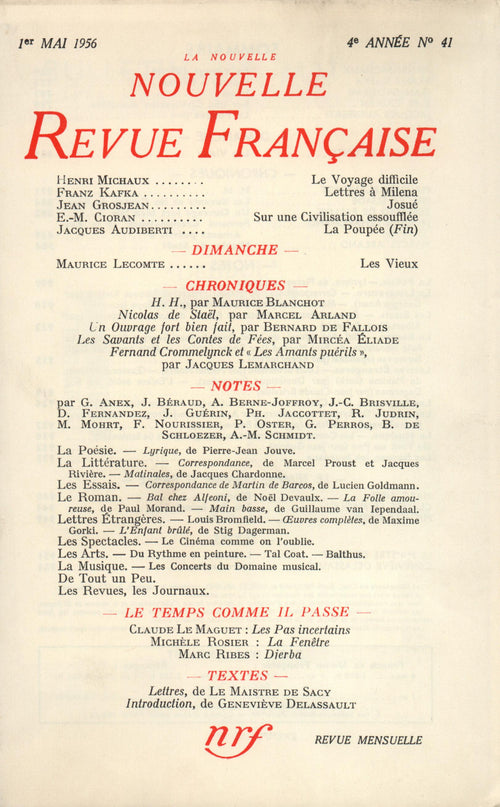 1er MAI 1956 4e ANNÉE No 41
LA NOUVELLE
NOUVELLE
REVUE FRANÇAISE
HENRI MICHAUX ........ Le Voyage difficile
FRANZ KAFKA .......... Lettres à Milena
JEAN GROSJEAN......... Josué
E.-M. CIORAN .......... Sur une Civilisation essoufflée
JACQUES AUDIBERTI .... La Poupée (Fin)
— DIMANCHE —
MAURICE LECOMTE ...... Les Vieux
— CHRONIQUES —
H. H., par MAURICE BLANCHOT
Nicolas de Staël, par MARCEL ARLAND
Un Ouvrage fort bien fait, par BERNARD DE FALLOIS
Les Savants et les Contes de Fées, par MIRCÉA ÉLIADE
Fernand Crommelynck et « Les Amants puérils »,
par JACQUES LEMARCHAND
— NOTES —
par G. ANEX, J. BÉRAUD, A. BERNE-JOFFROY, J.-C. BRISVILLE,
D. FERNANDEZ, J. GUÉRIN, PH. JACCOTTET, R. JUDRIN,
M. MOHRT, F. NOURISSIER, P. OSTER, G. PERROS, B. DE
SCHLOEZER, A.-M. SCHMIDT.
La Poésie. — Lyrique, de Pierre-Jean Jouve.
La Littérature. — Correspondance, de Marcel Proust et Jacques
Rivière. — Matinales, de Jacques Chardonne.
Les Essais. — Correspondance de Martin de Barcos, de Lucien Goldmann.
Le Roman. — Bal chez Alfeoni, de Noël Devaulx. — La Folle amou-
reuse, de Paul Morand. — Main basse, de Guillaume van Iependaal.
Lettres Étrangères. — Louis Bromfield. — Œuvres complètes, de Maxime
Gorki. — L'Enfant brûlé, de Stig Dagerman.
Les Spectacles. — Le Cinéma comme on l'oublie.
Les Arts. — Du Rythme en peinture. — Tal Coat. — Balthus.
La Musique. — Les Concerts du Domaine musical.
De Tout un Peu.
Les Revues, les Journaux.
— LE TEMPS COMME IL PASSE —
CLAUDE LE MAGUET : Les Pas incertains
MICHÈLE ROSIER : La Fenêtre
MARC RIBES : Djerba
— TEXTES —
Lettres, de LE MAISTRE DE SACY
Introduction, de GENEVIÈVE DELASSAULT
nrf REVUE MENSUELLE